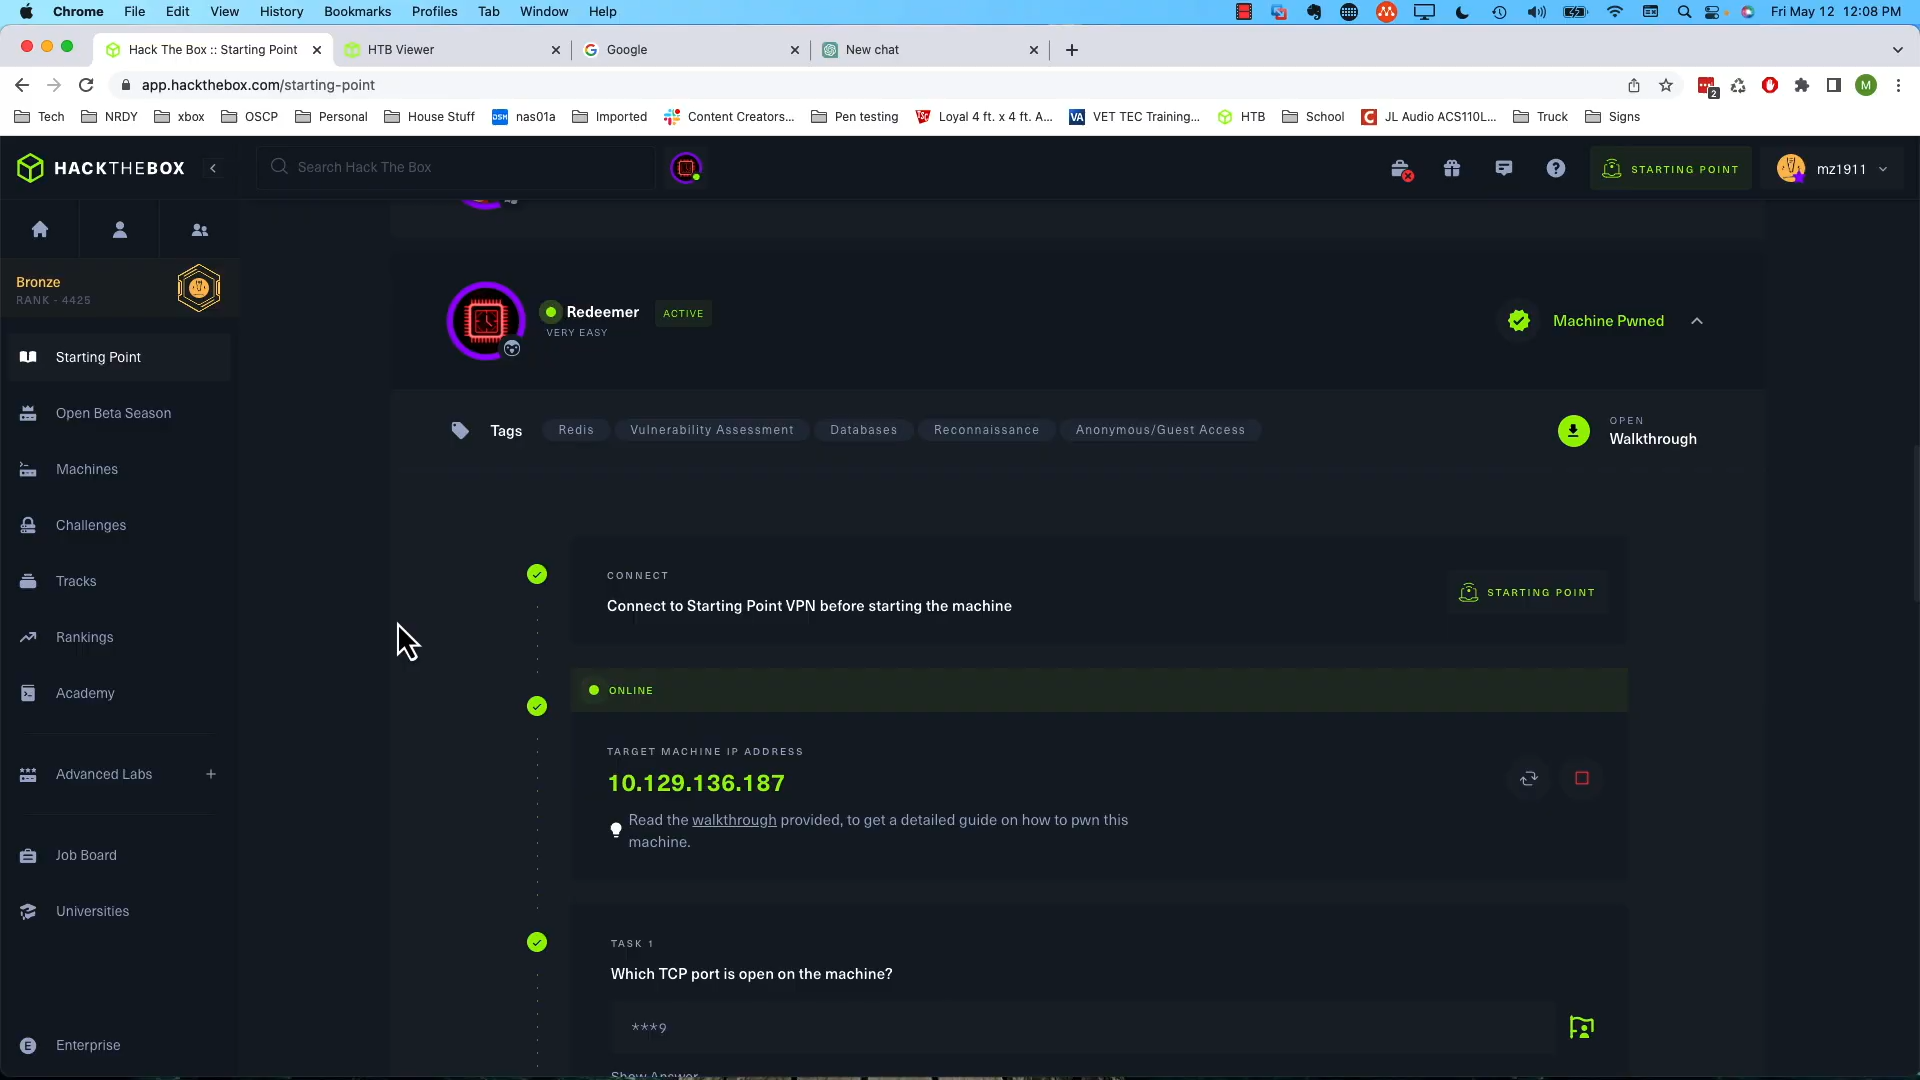 Chrome File Edit View History Bookmarks Profiles Tab Window Help Fri May 12 12:08 PM
Hack The Box :: Starting Point HTB Viewer Google New chat
app.hackthebox.com/starting-point 2 M
Tech NRDY xbox OSCP Personal House Stuff DSM nas01a Imported Content Creators... Pen testing Loyal 4 ft. x 4 ft. A... VA VET TEC Training... HTB School JL Audio ACS110L... Truck Signs
HACKTHEBOX Search Hack The Box STARTING POINT mz1911
Bronze
RANK - 4425
Redeemer ACTIVE
VERY EASY
Machine Pwned
Starting Point
Open Beta Season
Machines
Challenges
Tracks
Rankings
Academy
Advanced Labs +
Job Board
Universities
E Enterprise
Tags Redis Vulnerability Assessment Databases Reconnaissance Anonymous/Guest Access
OPEN
Walkthrough
CONNECT
Connect to Starting Point VPN before starting the machine
STARTING POINT
ONLINE
TARGET MACHINE IP ADDRESS
10.129.136.187
Read the walkthrough provided, to get a detailed guide on how to pwn this
machine.
TASK 1
Which TCP port is open on the machine?
***9
Show Answer